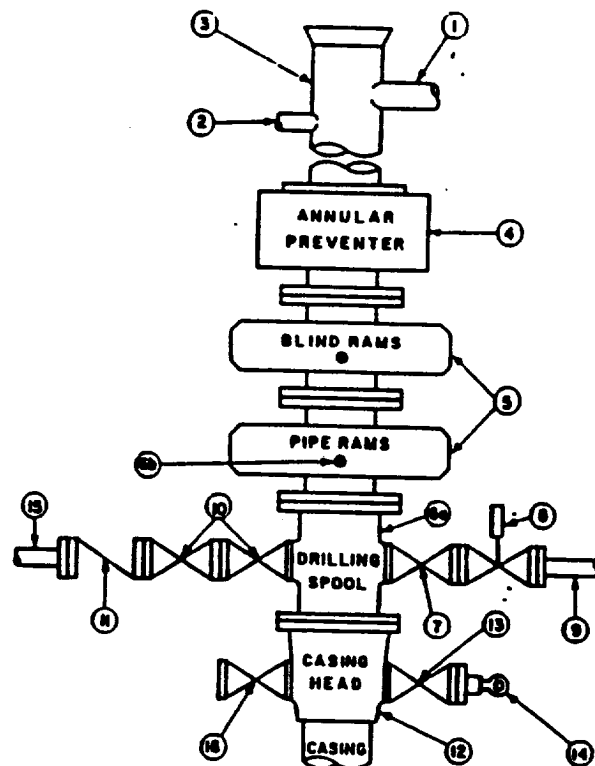 3
1
2
ANNULAR
PREVENTER
4
BLIND RAMS
5
PIPE RAMS
6b
15
10
6a
8
DRILLING
SPOOL
11
7
13
9
CASING
HEAD
16
12
14
CASING